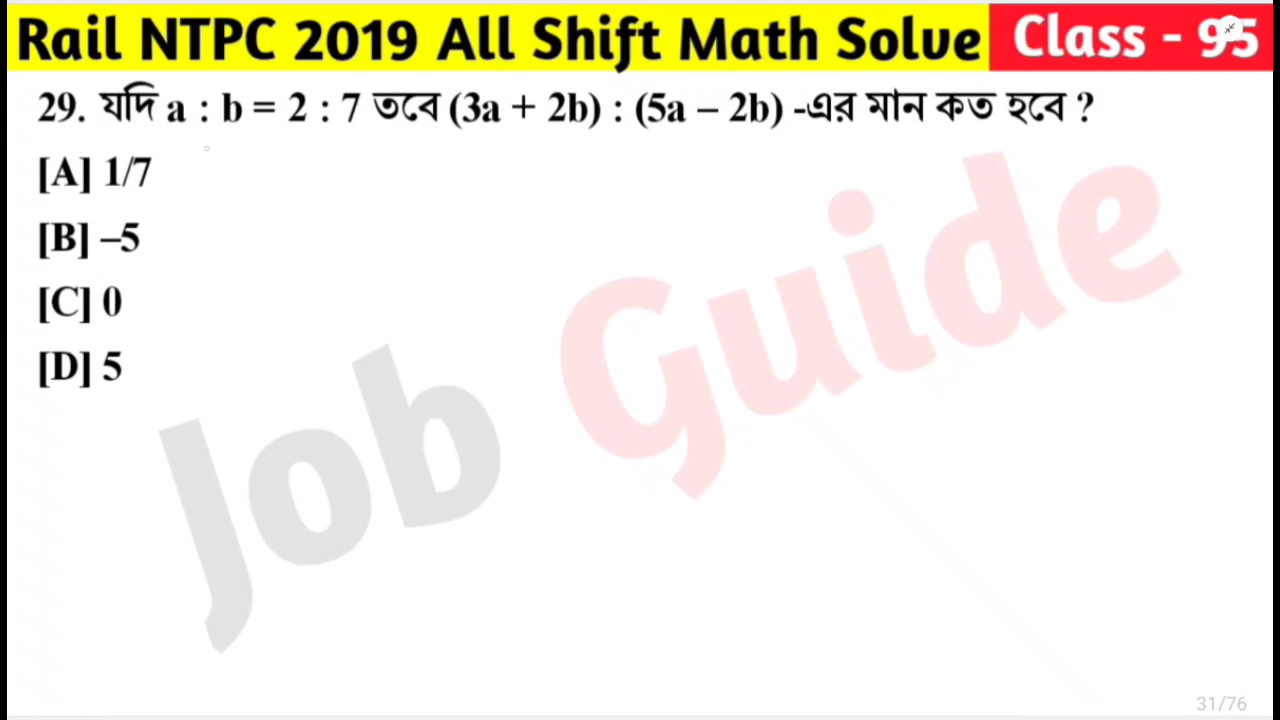 Rail NTPC 2019 All Shift Math Solve Class - 95
29. যদি a : b = 2 : 7 তবে (3a + 2b) : (5a – 2b) -এর মান কত হবে ?
[A] 1/7
[B] –5
[C] 0
[D] 5
Job Guide
31/76